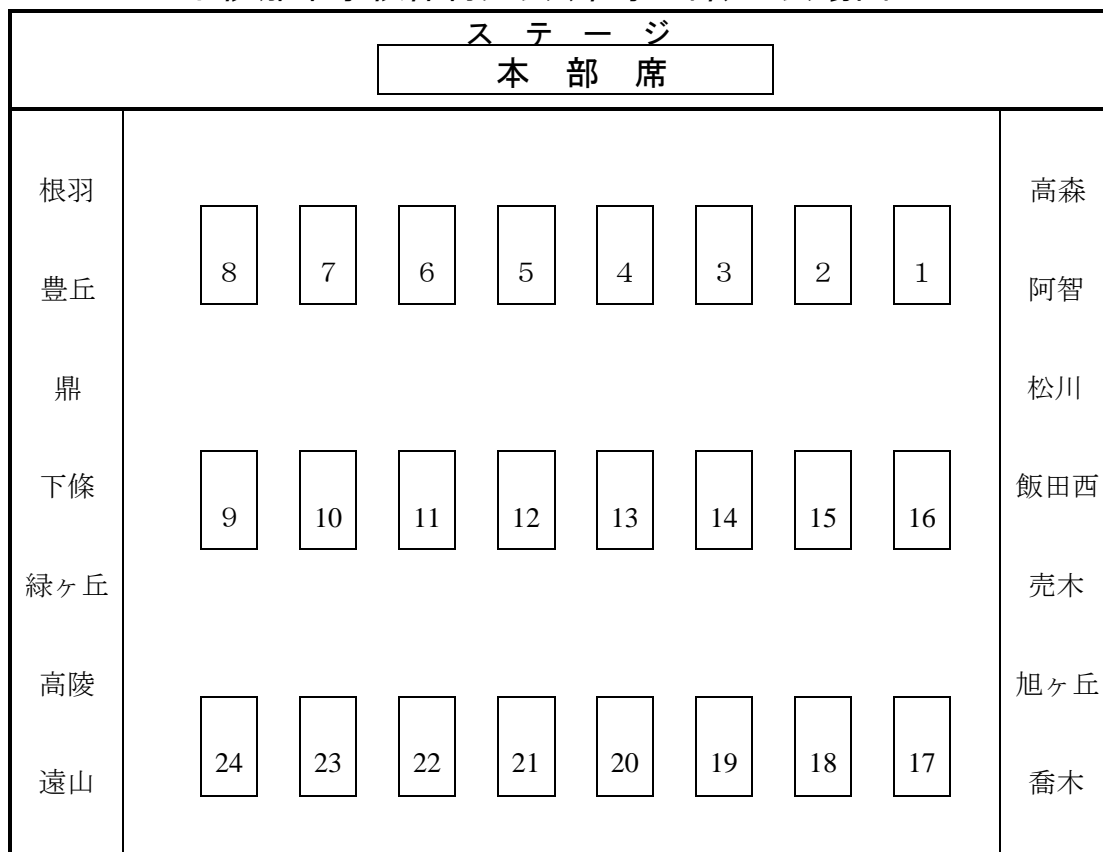 ステージ
本部席
根羽
豊丘
鼎
下條
緑ヶ丘
高陵
遠山
８ ７ ６ ５ ４ ３ ２ １
９ 10 11 12 13 14 15 16
24 23 22 21 20 19 18 17
高森
阿智
松川
飯田西
売木
旭ヶ丘
喬木